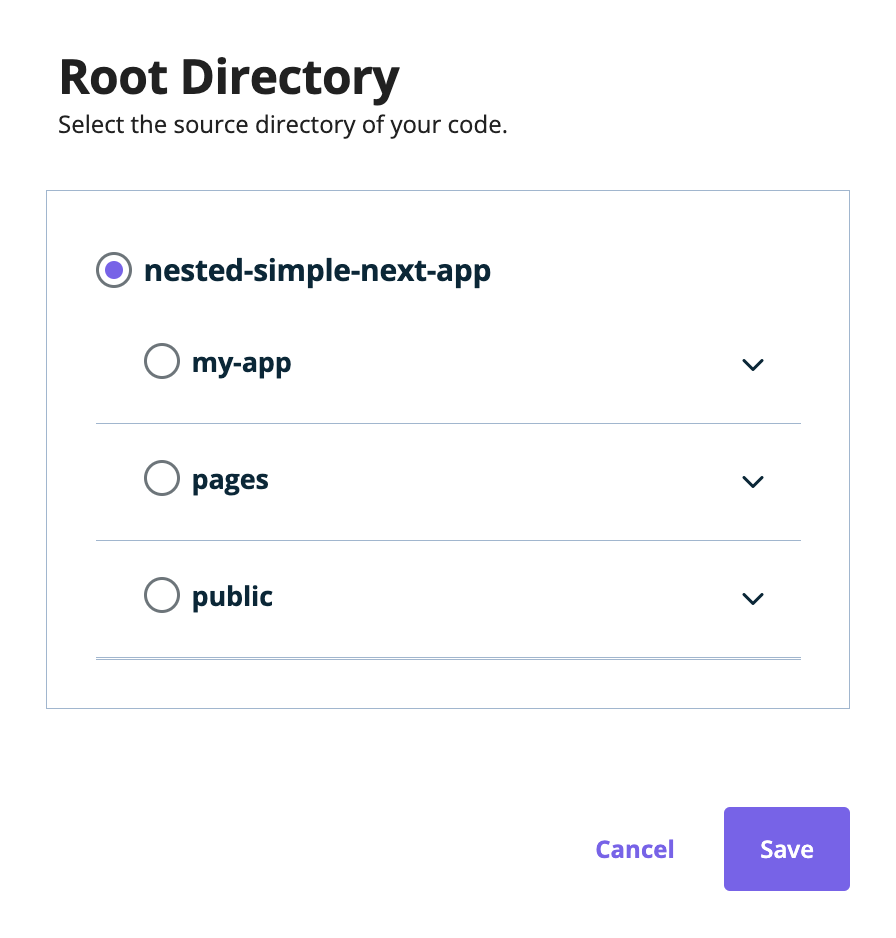 Root Directory
Select the source directory of your code.
nested-simple-next-app
my-app
pages
public
Cancel
Save